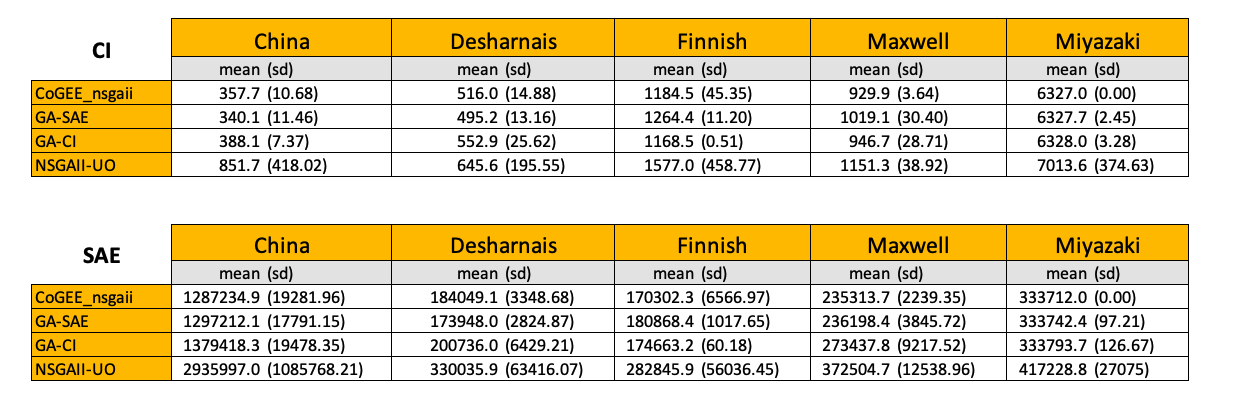 CI China Desharnais Finnish Maxwell Miyazaki
mean (sd) mean (sd) mean (sd) mean (sd) mean (sd)
CoGEE_nsgaii 357.7 (10.68) 516.0 (14.88) 1184.5 (45.35) 929.9 (3.64) 6327.0 (0.00)
GA-SAE 340.1 (11.46) 495.2 (13.16) 1264.4 (11.20) 1019.1 (30.40) 6327.7 (2.45)
GA-CI 388.1 (7.37) 552.9 (25.62) 1168.5 (0.51) 946.7 (28.71) 6328.0 (3.28)
NSGAII-UO 851.7 (418.02) 645.6 (195.55) 1577.0 (458.77) 1151.3 (38.92) 7013.6 (374.63)
SAE China Desharnais Finnish Maxwell Miyazaki
mean (sd) mean (sd) mean (sd) mean (sd) mean (sd)
CoGEE_nsgaii 1287234.9 (19281.96) 184049.1 (3348.68) 170302.3 (6566.97) 235313.7 (2239.35) 333712.0 (0.00)
GA-SAE 1297212.1 (17791.15) 173948.0 (2824.87) 180868.4 (1017.65) 236198.4 (3845.72) 333742.4 (97.21)
GA-CI 1379418.3 (19478.35) 200736.0 (6429.21) 174663.2 (60.18) 273437.8 (9217.52) 333793.7 (126.67)
NSGAII-UO 2935997.0 (1085768.21) 330035.9 (63416.07) 282845.9 (56036.45) 372504.7 (12538.96) 417228.8 (27075)